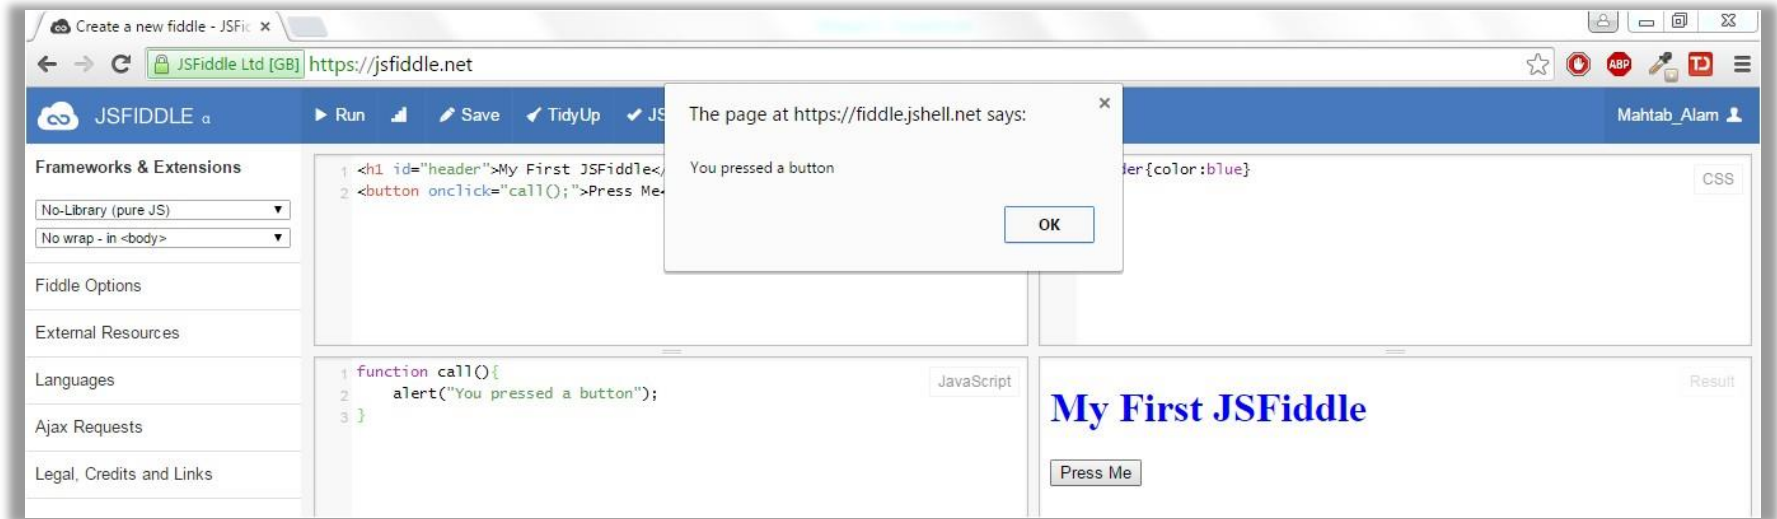 Create a new fiddle - JSFi
JSFiddle Ltd [GB] https://jsfiddle.net
ABP
JSFIDDLE α Run Save TidyUp JS Mahtab_Alam
The page at https://fiddle.jshell.net says:
You pressed a button
OK
Frameworks & Extensions
No-Library (pure JS)
No wrap - in <body>
Fiddle Options
External Resources
Languages
Ajax Requests
Legal, Credits and Links
1 <h1 id="header">My First JSFiddle</
2 <button onclick="call();">Press Me<
der{color:blue}
CSS
1 function call(){
2 alert("You pressed a button");
3 }
JavaScript
Result
My First JSFiddle
Press Me